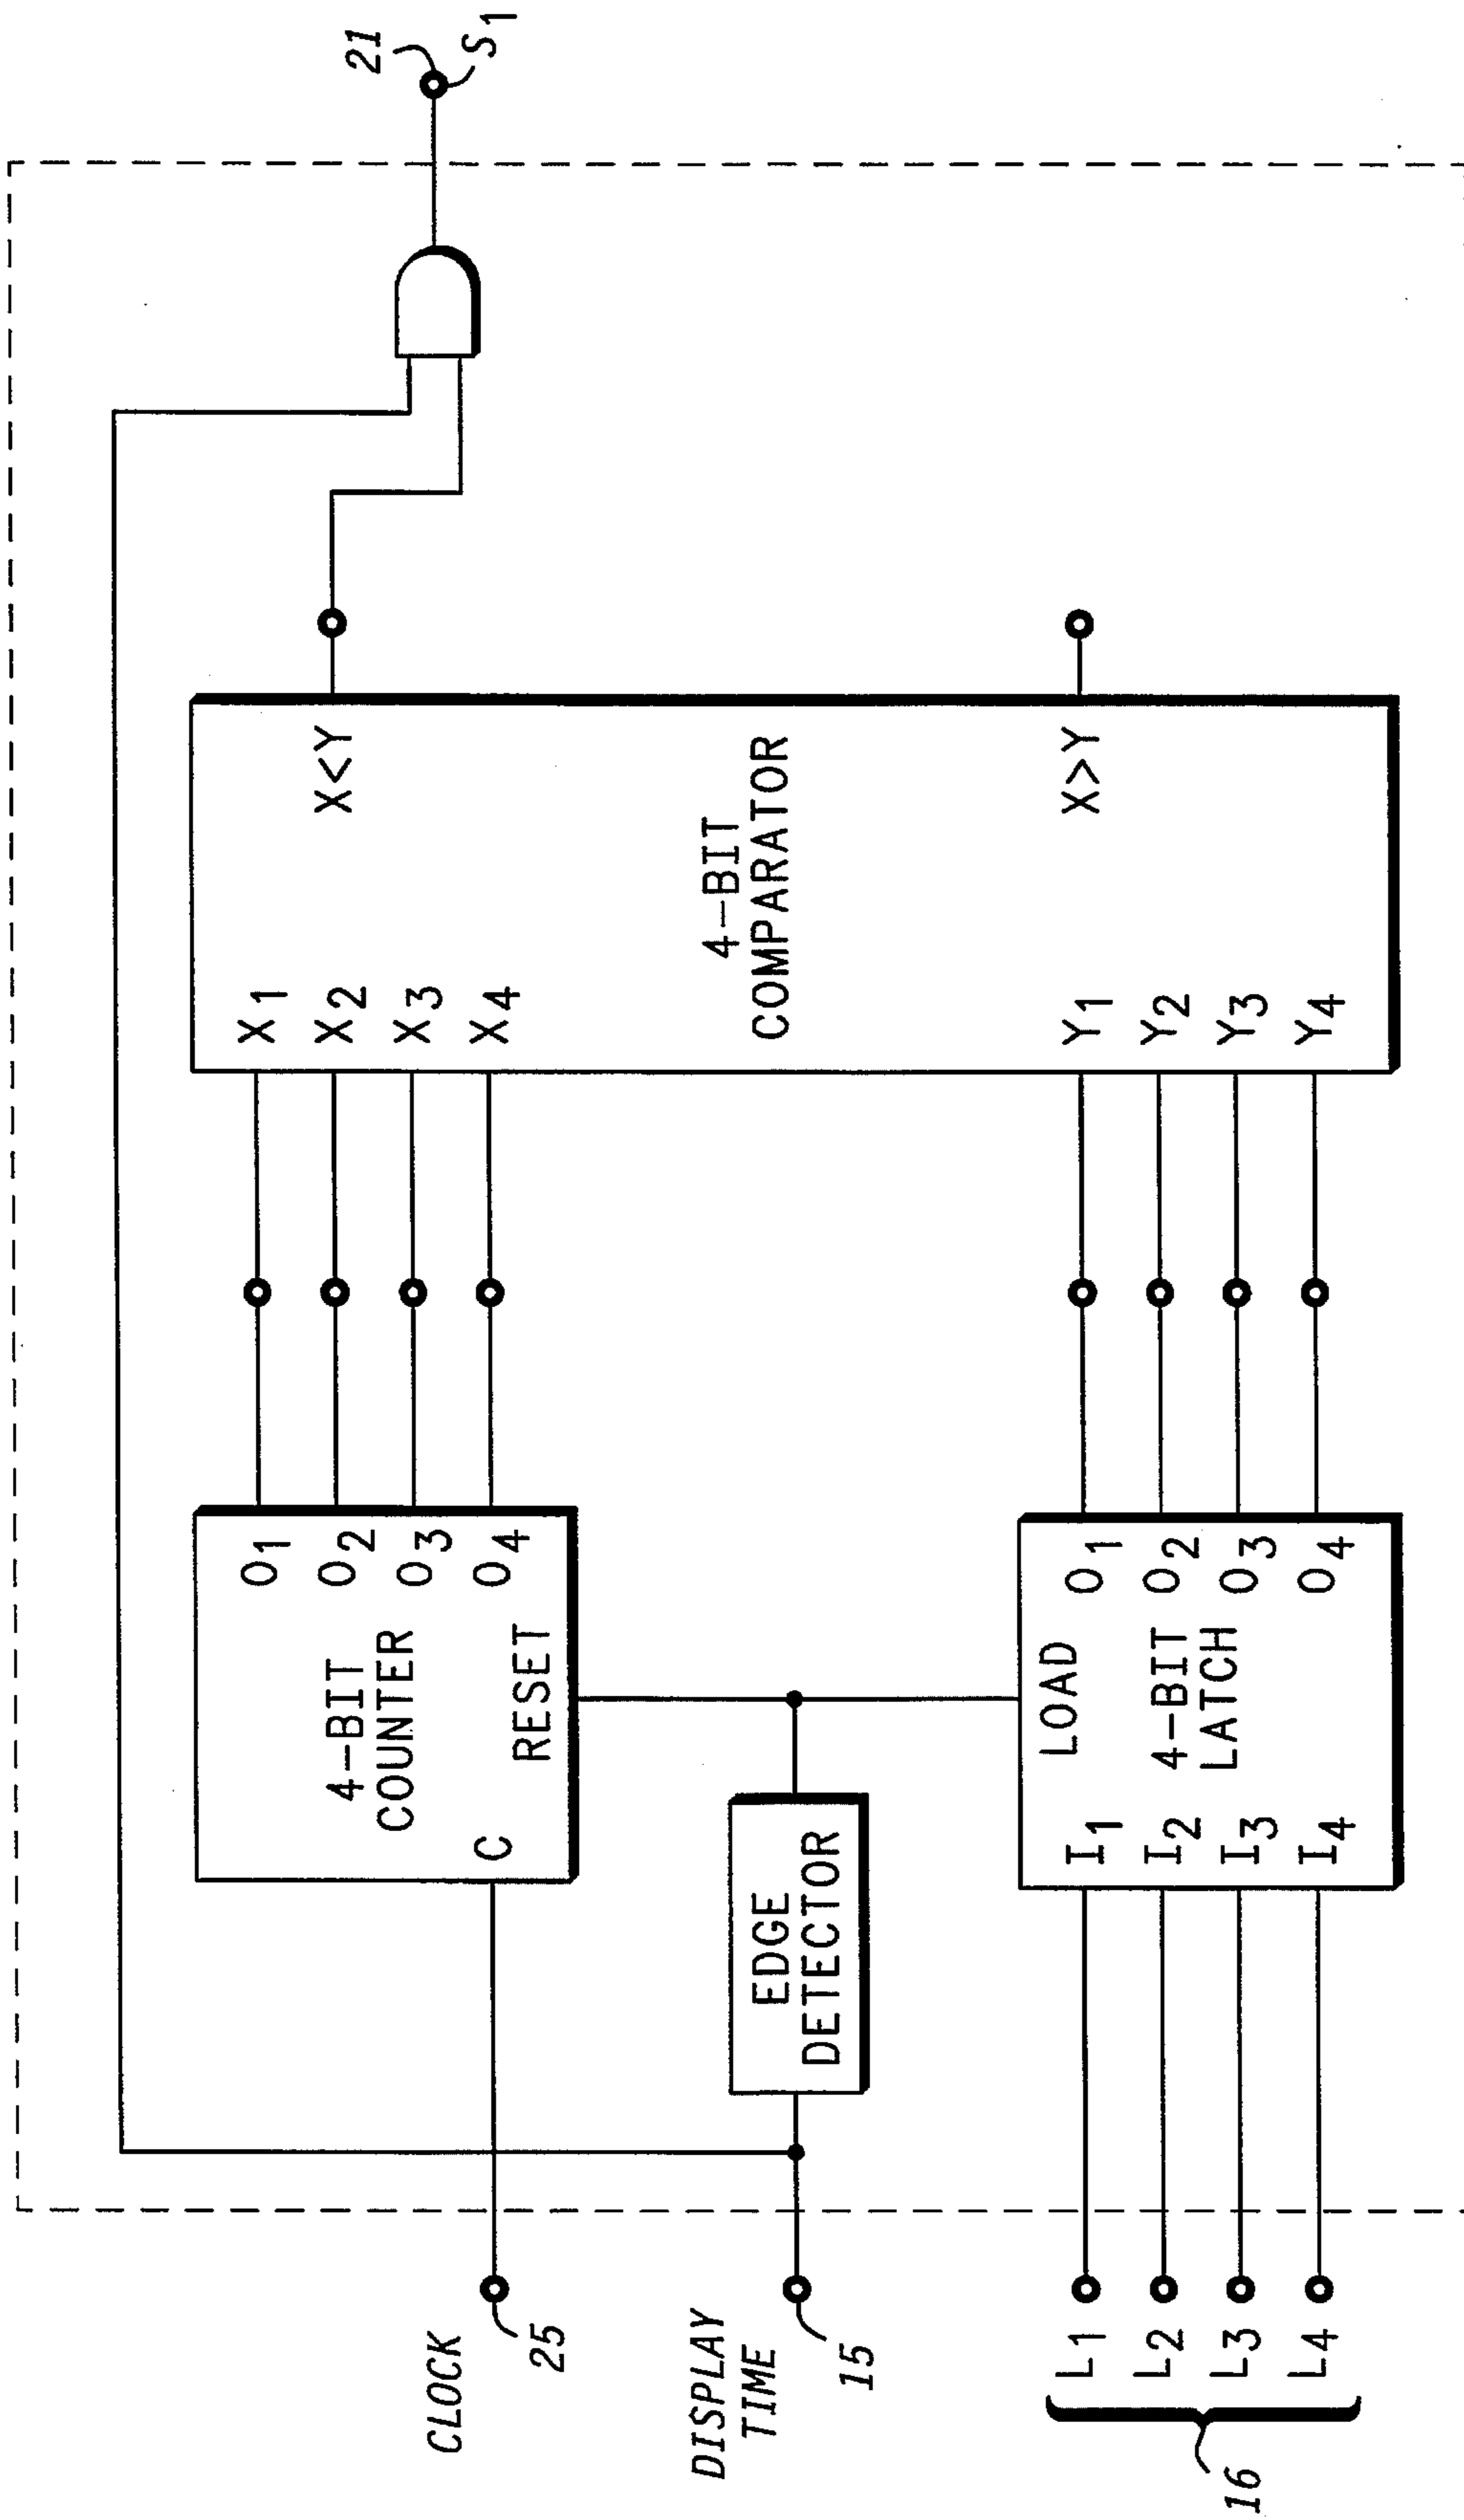 21
S1
X1
X2
X3
X4
X<Y
4-BIT
COMPARATOR
X>Y
Y1
Y2
Y3
Y4
4-BIT
COUNTER
C
RESET
O1
O2
O3
O4
EDGE
DETECTOR
LOAD
4-BIT
LATCH
I1
I2
I3
I4
O1
O2
O3
O4
CLOCK
25
DISPLAY
TIME
15
L1
L2
L3
L4
16